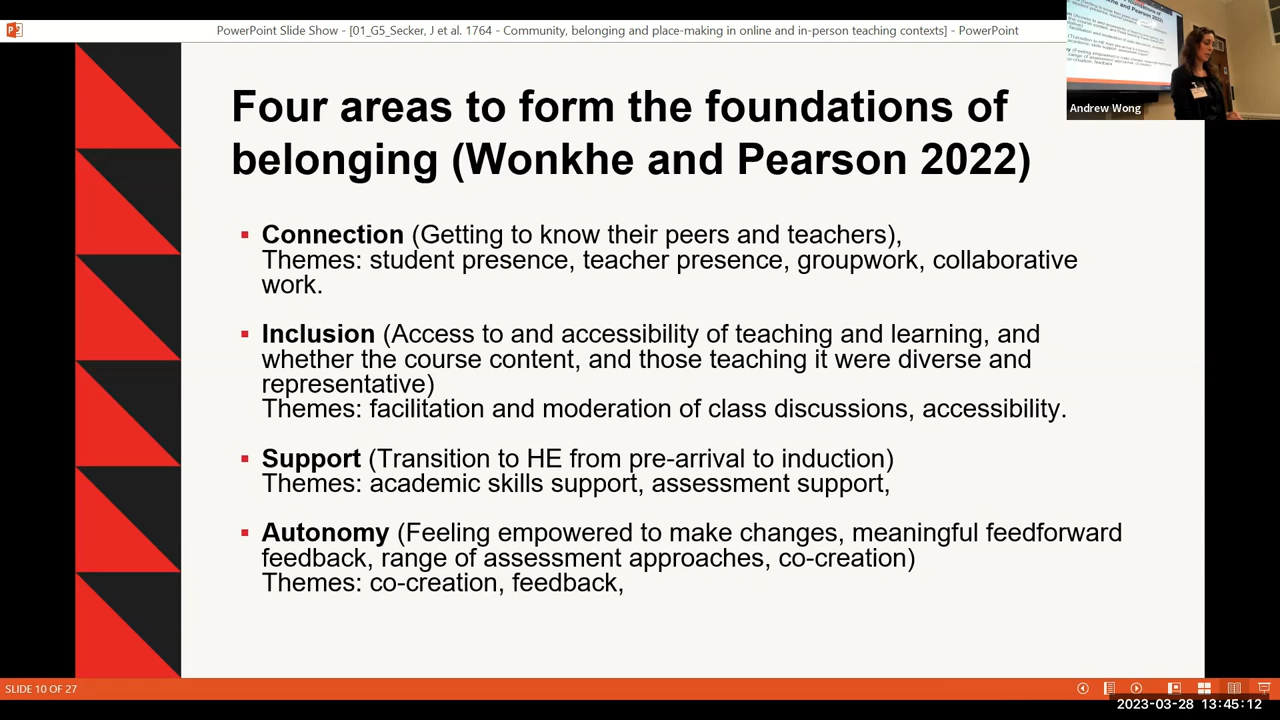 PowerPoint Slide Show - [01_C5_Secker, J et al. 1764 - Community, belonging and place-making in online and in-person teaching contexts] - PowerPoint
Andrew Wong
Four areas to form the foundations of
belonging (Wonkhe and Pearson 2022)
Connection (Getting to know their peers and teachers),
Themes: student presence, teacher presence, groupwork, collaborative
work.
Inclusion (Access to and accessibility of teaching and learning, and
whether the course content, and those teaching it were diverse and
representative)
Themes: facilitation and moderation of class discussions, accessibility.
Support (Transition to HE from pre-arrival to induction)
Themes: academic skills support, assessment support,
Autonomy (Feeling empowered to make changes, meaningful feedforward
feedback, range of assessment approaches, co-creation)
Themes: co-creation, feedback,
SLIDE 10 OF 27
2023-03-28 13:45:12